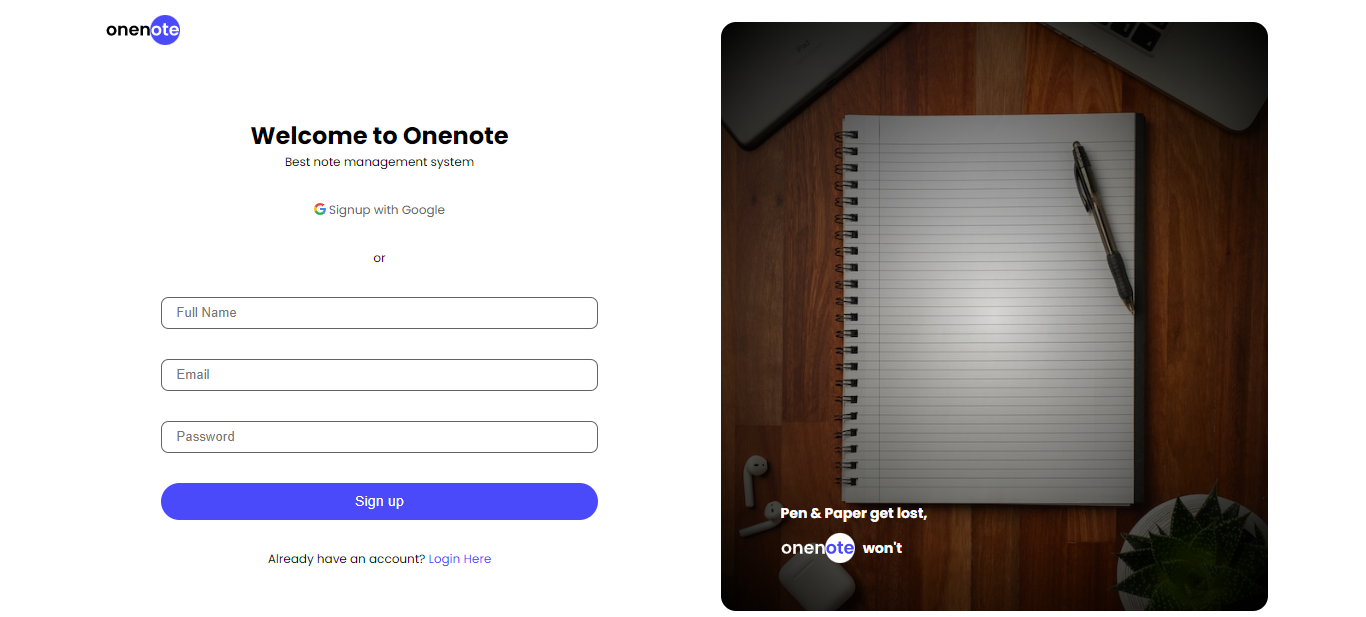 onenote
Welcome to Onenote
Best note management system
Signup with Google
or
Full Name
Email
Password
Sign up
Already have an account? Login Here
Pen & Paper get lost,
onenote won't